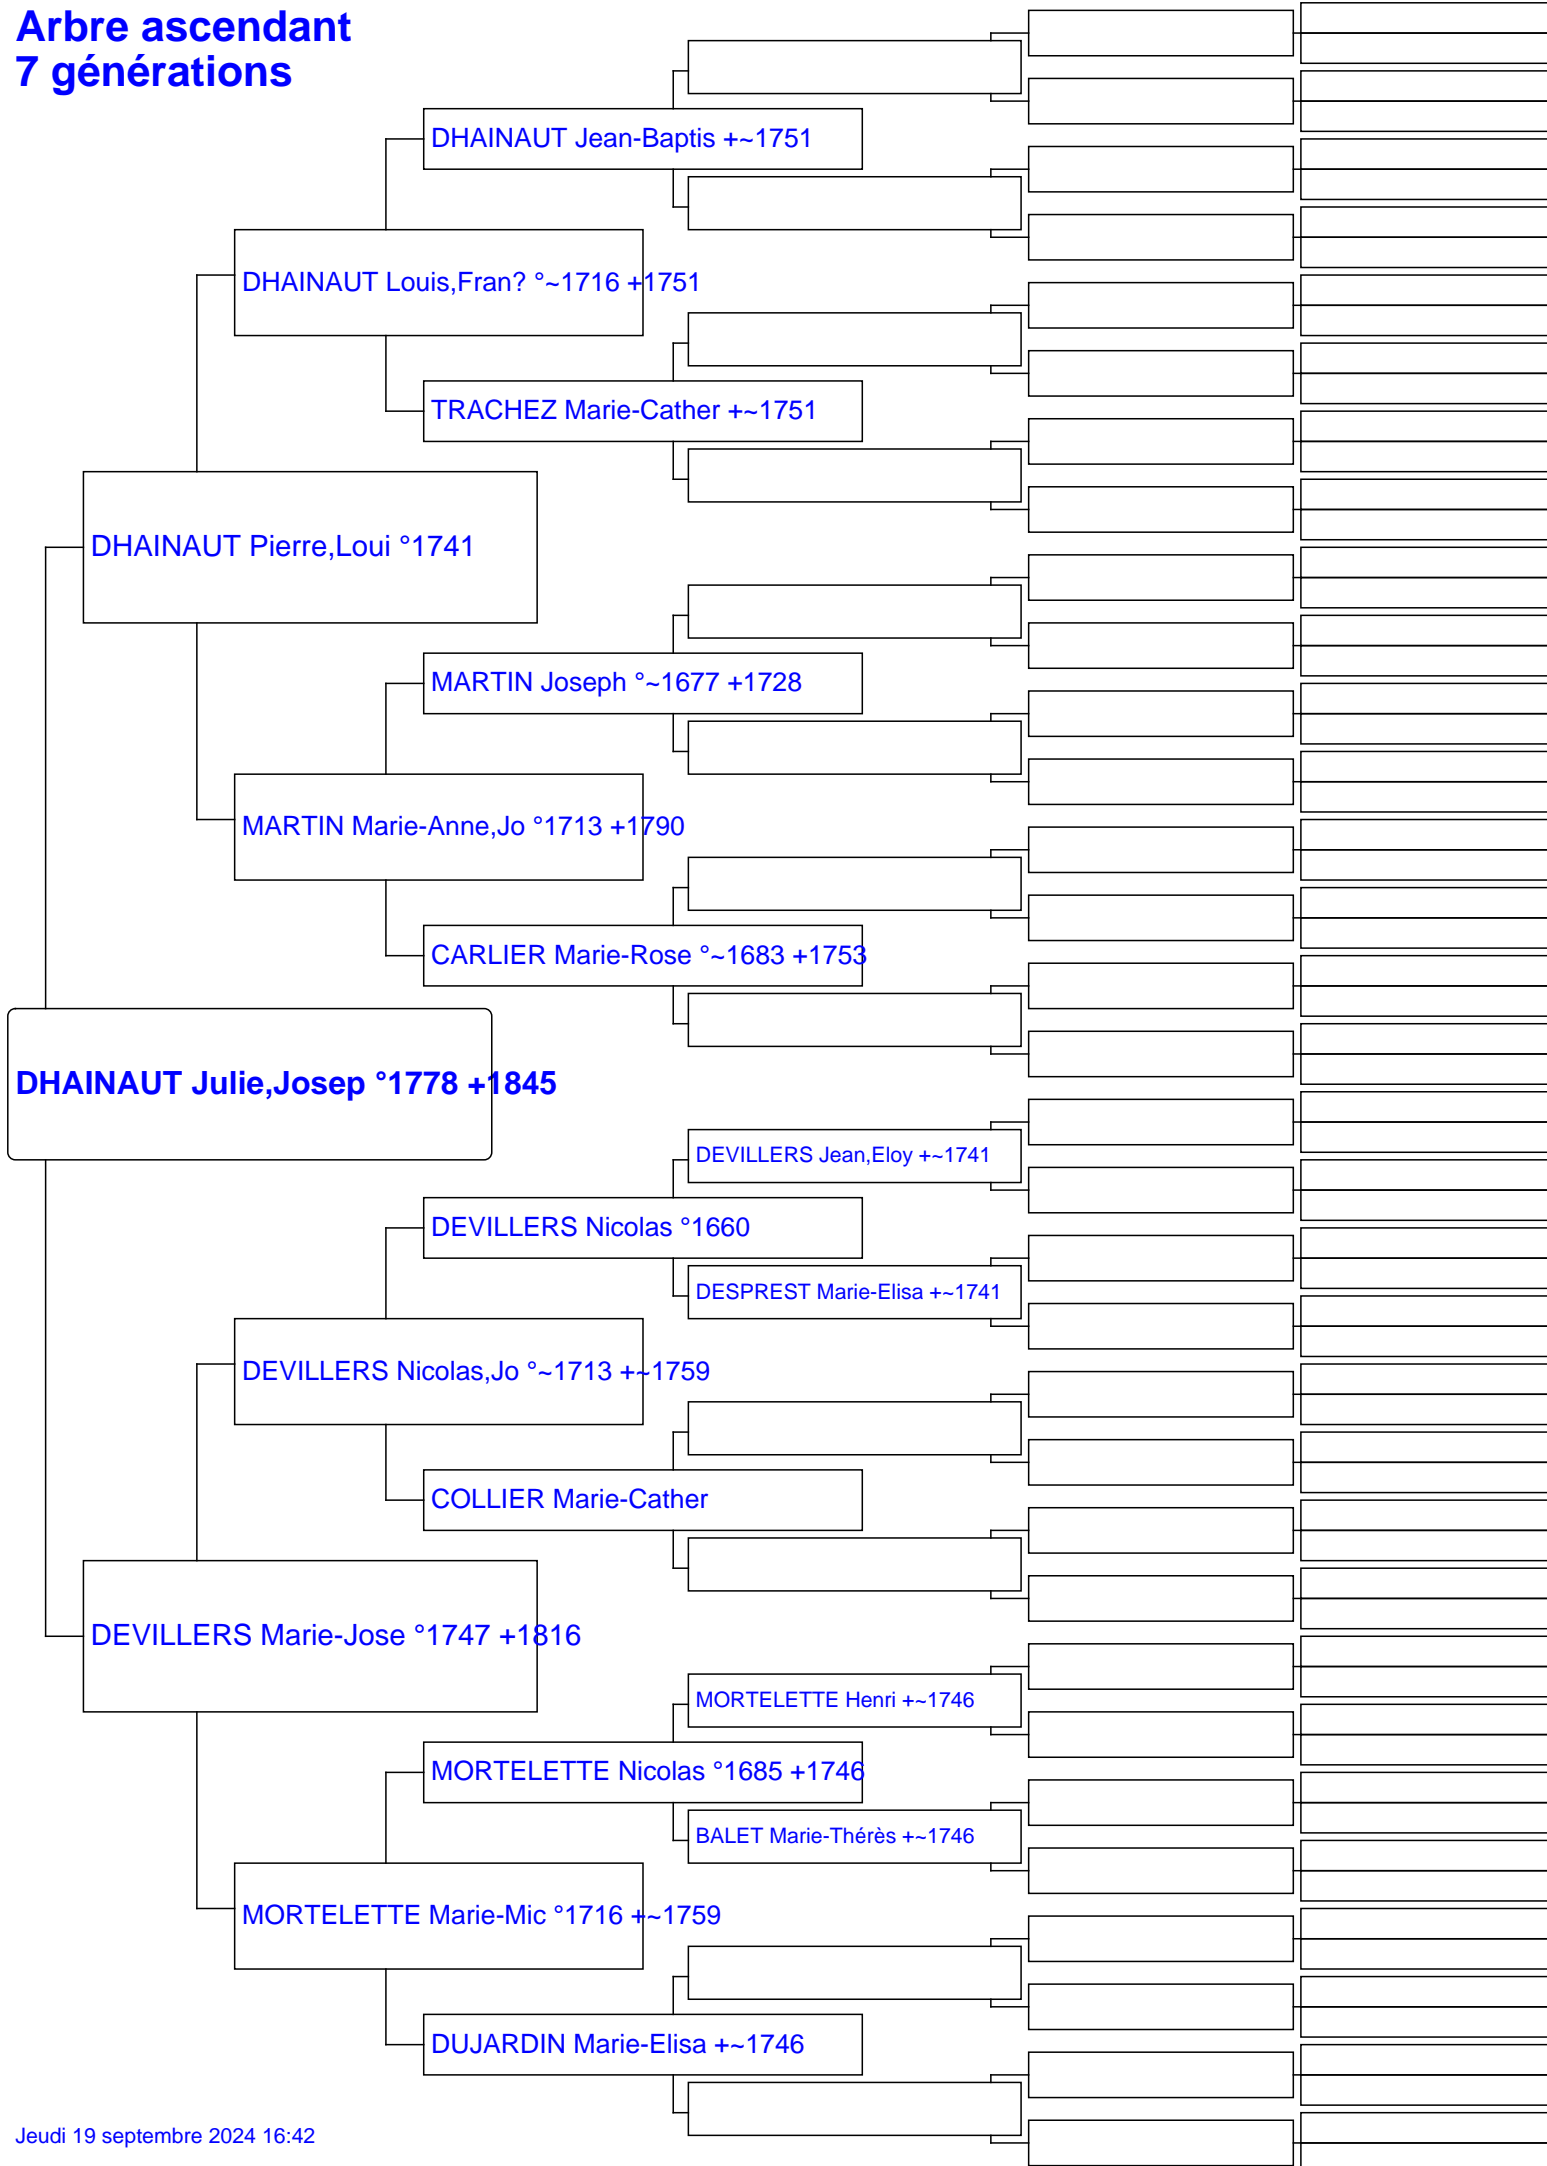 Arbre ascendant
7 générations
DHAINAUT Jean-Baptis +~1751
DHAINAUT Louis,Fran? °~1716 +1751
TRACHEZ Marie-Cather +~1751
DHAINAUT Pierre,Loui °1741
MARTIN Joseph °~1677 +1728
MARTIN Marie-Anne,Jo °1713 +1790
CARLIER Marie-Rose °~1683 +1753
DHAINAUT Julie,Josep °1778 +1845
DEVILLERS Jean,Eloy +~1741
DEVILLERS Nicolas °1660
DESPREST Marie-Elisa +~1741
DEVILLERS Nicolas,Jo °~1713 +~1759
COLLIER Marie-Cather
DEVILLERS Marie-Jose °1747 +1816
MORTELETTE Henri +~1746
MORTELETTE Nicolas °1685 +1746
BALET Marie-Thérès +~1746
MORTELETTE Marie-Mic °1716 +~1759
DUJARDIN Marie-Elisa +~1746
Jeudi 19 septembre 2024 16:42